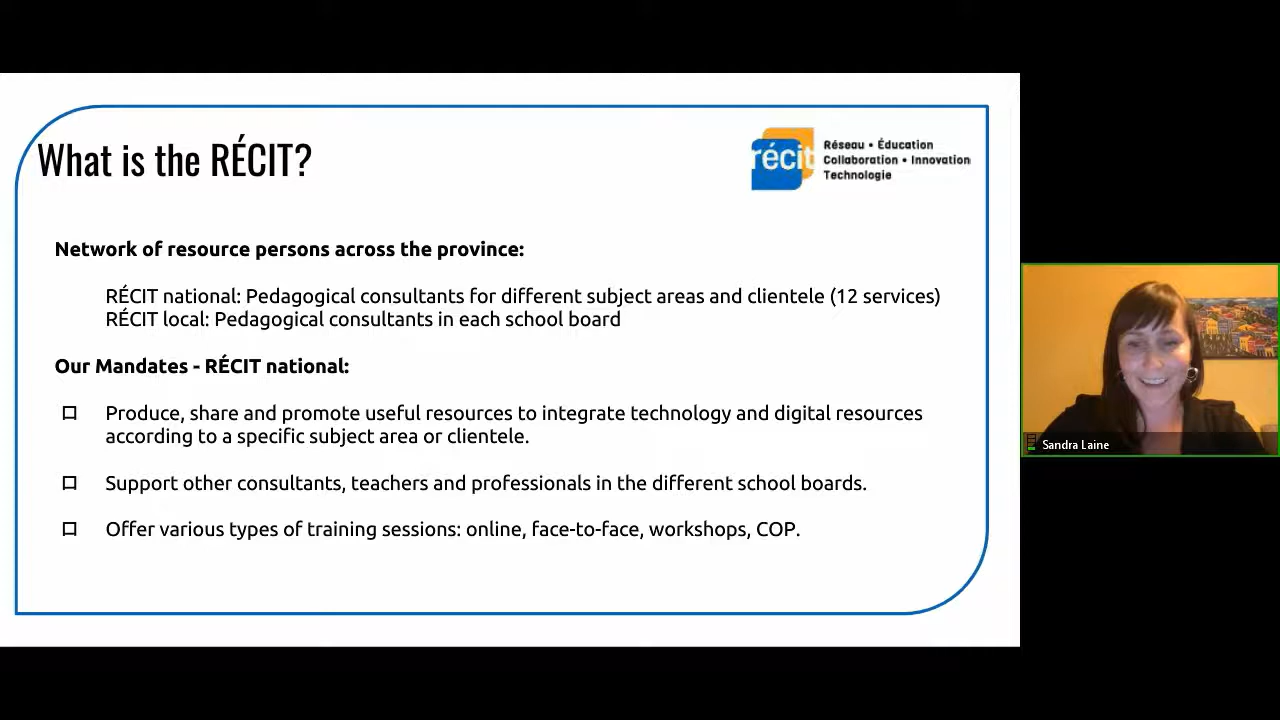 What is the RÉCIT?
récit
Réseau • Éducation
Collaboration • Innovation
Technologie
Network of resource persons across the province:
RÉCIT national: Pedagogical consultants for different subject areas and clientele (12 services)
RÉCIT local: Pedagogical consultants in each school board
Our Mandates - RÉCIT national:
Produce, share and promote useful resources to integrate technology and digital resources
according to a specific subject area or clientele.
Support other consultants, teachers and professionals in the different school boards.
Offer various types of training sessions: online, face-to-face, workshops, COP.
Sandra Laine